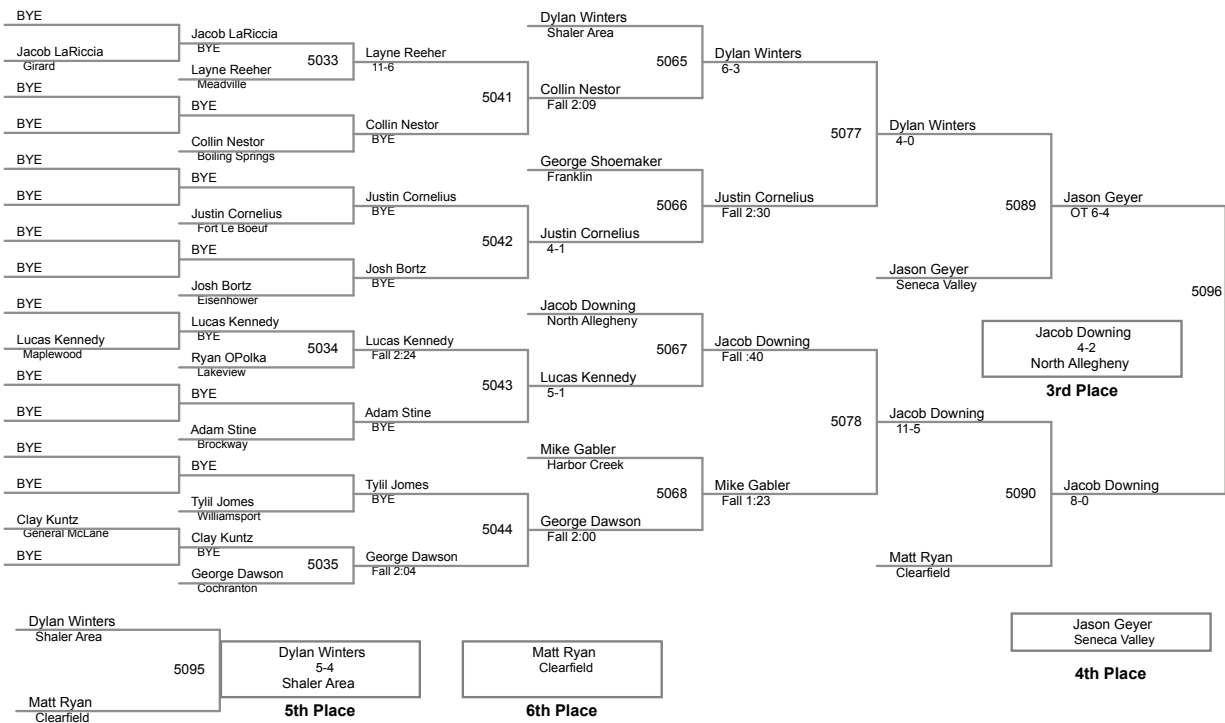 BYE
Jacob LaRiccia
Girard
BYE
BYE
BYE
BYE
BYE
BYE
BYE
Lucas Kennedy
Maplewood
BYE
BYE
BYE
BYE
Clay Kuntz
General McLane
BYE
Jacob LaRiccia
BYE
5033
Layne Reeher
Meadville
BYE
Collin Nestor
Boiling Springs
BYE
Justin Cornelius
Fort Le Boeuf
BYE
Josh Bortz
Eisenhower
Lucas Kennedy
BYE
5034
Ryan OPolka
Lakeview
BYE
Adam Stine
Brockway
BYE
Tylil Jomes
Williamsport
Clay Kuntz
BYE
5035
George Dawson
Cochranton
Layne Reeher
11-6
5041
Collin Nestor
BYE
Justin Cornelius
BYE
5042
Josh Bortz
BYE
Lucas Kennedy
Fall 2:24
5043
Adam Stine
BYE
Tylil Jomes
BYE
5044
George Dawson
Fall 2:04
Dylan Winters
Shaler Area
5065
Collin Nestor
Fall 2:09
George Shoemaker
Franklin
5066
Justin Cornelius
4-1
Jacob Downing
North Allegheny
5067
Lucas Kennedy
5-1
Mike Gabler
Harbor Creek
5068
George Dawson
Fall 2:00
Dylan Winters
6-3
5077
Justin Cornelius
Fall 2:30
Jacob Downing
Fall :40
5078
Mike Gabler
Fall 1:23
Dylan Winters
4-0
5089
Jason Geyer
Seneca Valley
Jacob Downing
11-5
5090
Matt Ryan
Clearfield
Jason Geyer
OT 6-4
5096
Jacob Downing
8-0
Jacob Downing
4-2
North Allegheny
3rd Place
Jason Geyer
Seneca Valley
4th Place
Dylan Winters
Shaler Area
5095
Matt Ryan
Clearfield
Dylan Winters
5-4
Shaler Area
5th Place
Matt Ryan
Clearfield
6th Place